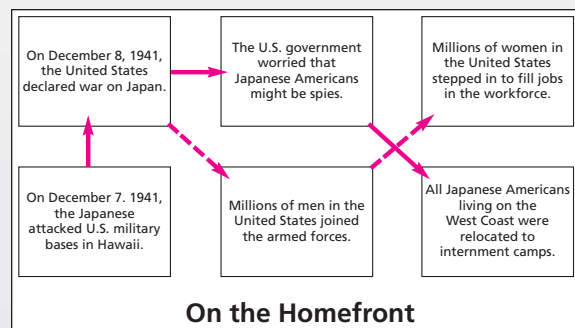 On December 8, 1941,
the United States
declared war on Japan.
The U.S. government
worried that
Japanese Americans
might be spies.
Millions of women in
the United States
stepped in to fill jobs
in the workforce.
On December 7. 1941,
the Japanese
attacked U.S. military
bases in Hawaii.
Millions of men in the
United States joined
the armed forces.
All Japanese Americans
living on the
West Coast were
relocated to
internment camps.
On the Homefront